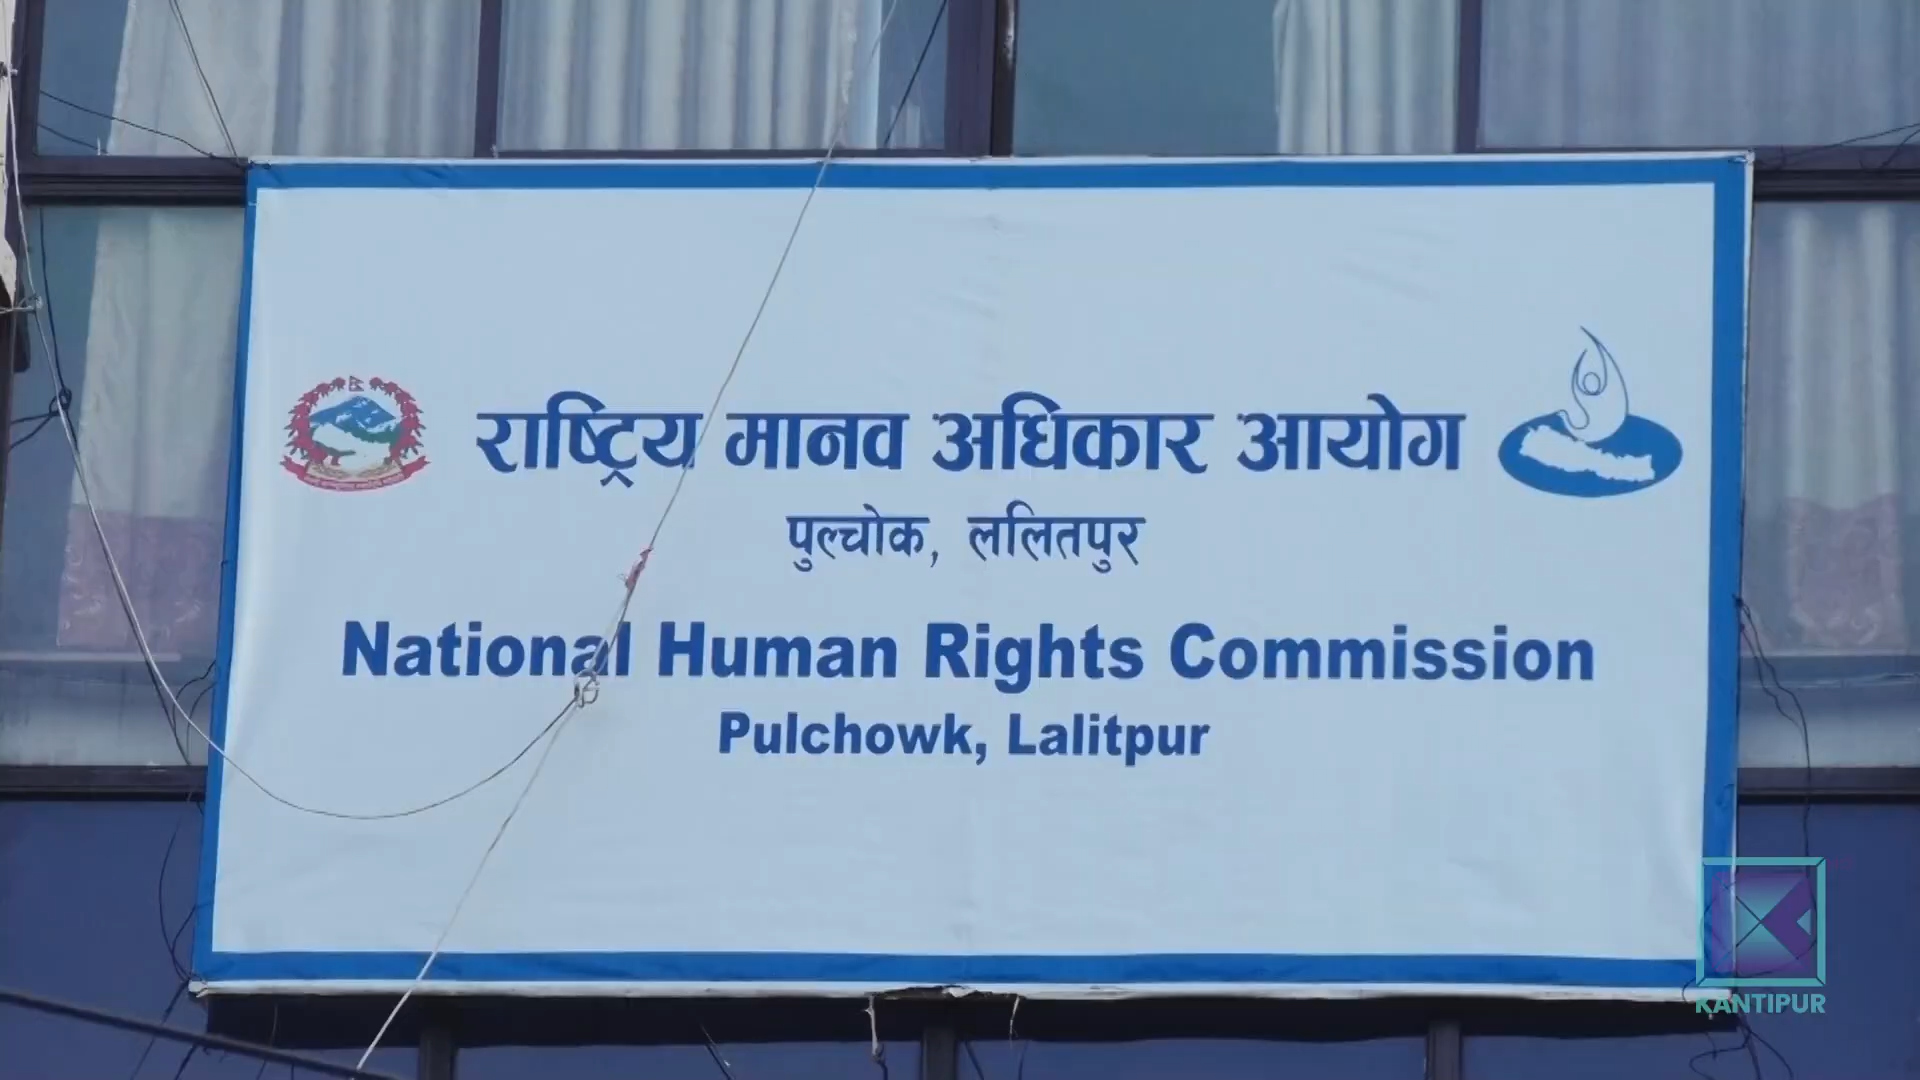 राष्ट्रिय मानव अधिकार आयोग
पुल्चोक, ललितपुर
National Human Rights Commission
Pulchowk, Lalitpur
KANTIPUR